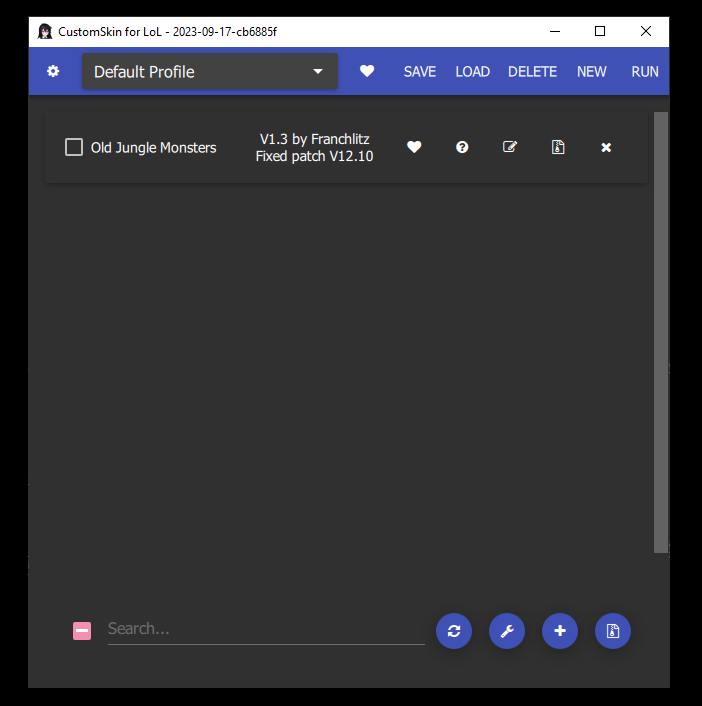 CustomSkin for LoL - 2023-09-17-cb6885f
Default Profile SAVE LOAD DELETE NEW RUN
Old Jungle Monsters
V1.3 by Franchlitz
Fixed patch V12.10
Search...